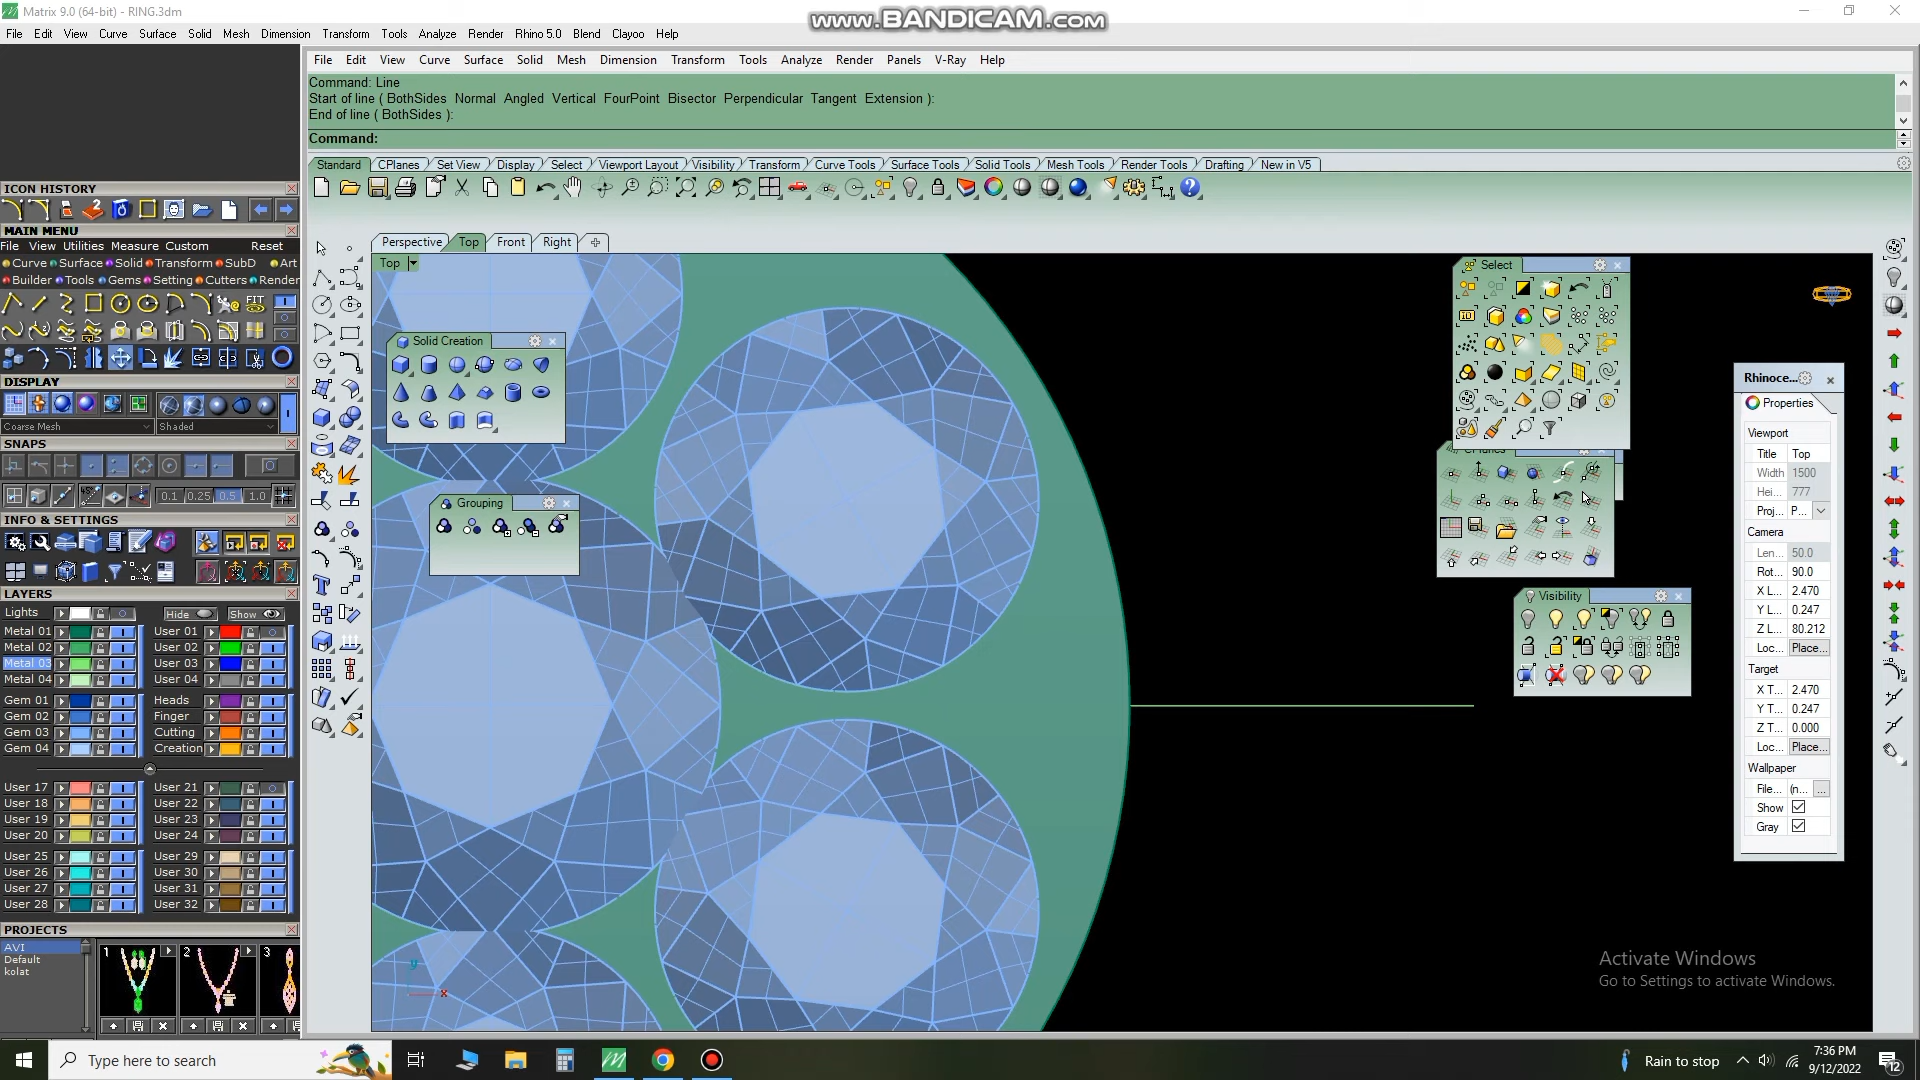 Matrix 9.0 (64-bit) - RING.3dm
www.BANDICAM.com
File Edit View Curve Surface Solid Mesh Dimension Transform Tools Analyze Render Rhino 5.0 Blend Clayoo Help
File Edit View Curve Surface Solid Mesh Dimension Transform Tools Analyze Render Panels V-Ray Help
Command: Line
Start of line ( BothSides Normal Angled Vertical FourPoint Bisector Perpendicular Tangent Extension ):
End of line ( BothSides ):
Command:
Standard CPlanes Set View Display Select Viewport Layout Visibility Transform Curve Tools Surface Tools Solid Tools Mesh Tools Render Tools Drafting New in V5
ICON HISTORY
MAIN MENU
File View Utilities Measure Custom Reset
Curve Surface Solid Transform SubD Art
Builder Tools Gems Setting Cutters Render
FIT
DISPLAY
Coarse Mesh Shaded
SNAPS
0.1 0.25 0.5 1.0
INFO & SETTINGS
LAYERS
Lights Hide Show
Metal 01 User 01
Metal 02 User 02
Metal 03 User 03
Metal 04 User 04
Gem 01 Heads
Gem 02 Finger
Gem 03 Cutting
Gem 04 Creation
User 17 User 21
User 18 User 22
User 19 User 23
User 20 User 24
User 25 User 29
User 26 User 30
User 27 User 31
User 28 User 32
PROJECTS
AVI
Default
kolat
1 2 3
Perspective Top Front Right
Top
Solid Creation
Grouping
y
x
Select
CPlanes
Visibility
Rhinoce...
Properties
Viewport
Title Top
Width 1500
Hei... 777
Proj... P...
Camera
Len... 50.0
Rot... 90.0
X L... 2.470
Y L... 0.247
Z L... 80.212
Loc... Place...
Target
X T... 2.470
Y T... 0.247
Z T... 0.000
Loc... Place...
Wallpaper
File... (n... ...
Show
Gray
Activate Windows
Go to Settings to activate Windows.
Type here to search
Rain to stop
7:36 PM
9/12/2022
12